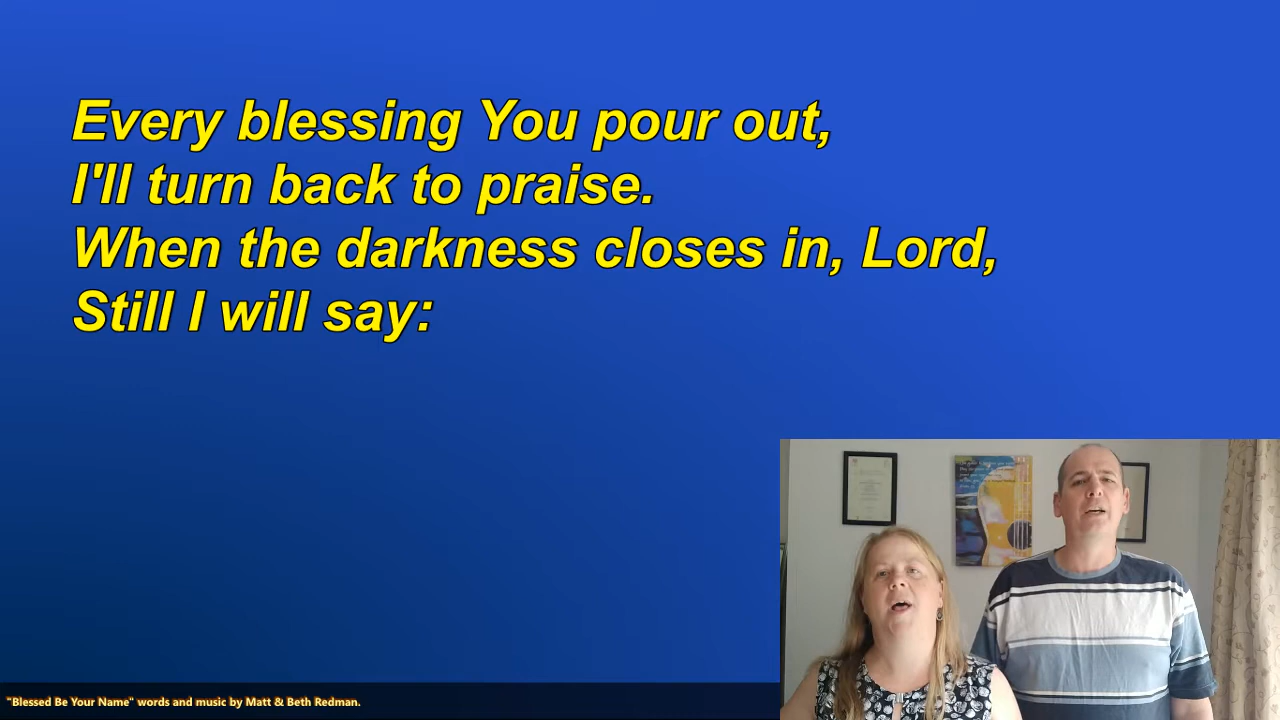 Every blessing You pour out,
I'll turn back to praise.
When the darkness closes in, Lord,
Still I will say:
"Blessed Be Your Name" words and music by Matt & Beth Redman.